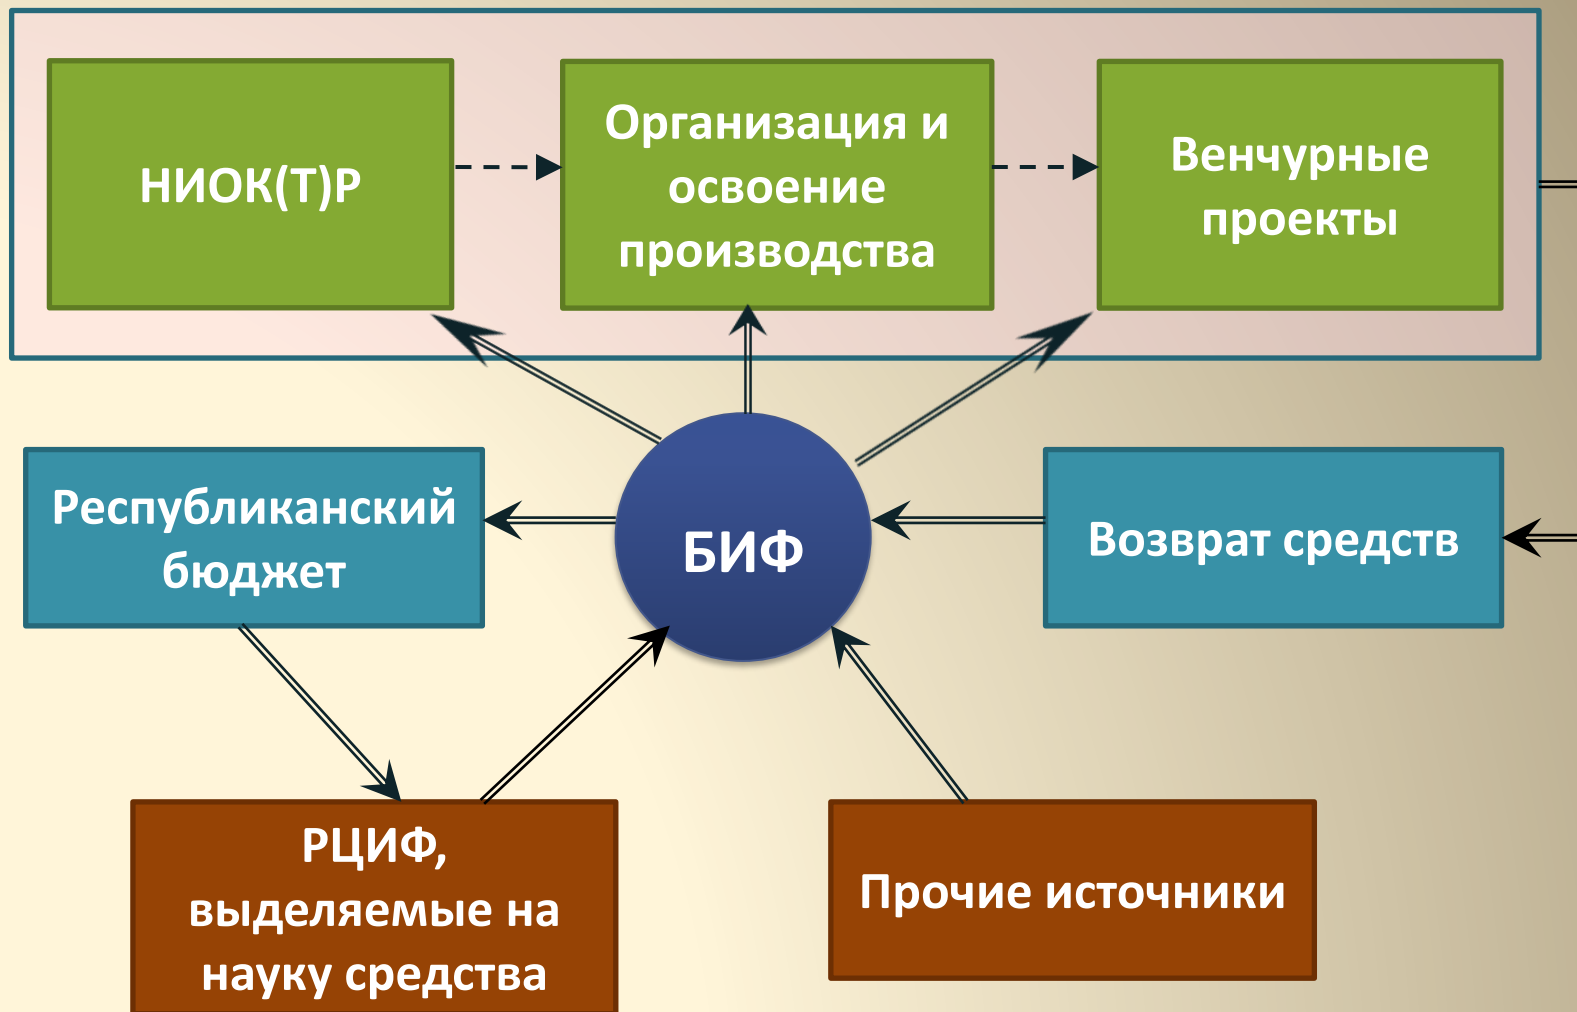 НИОК(Т)Р
Организация и
освоение
производства
Венчурные
проекты
Республиканский
бюджет
БИФ
Возврат средств
РЦИФ,
выделяемые на
науку средства
Прочие источники